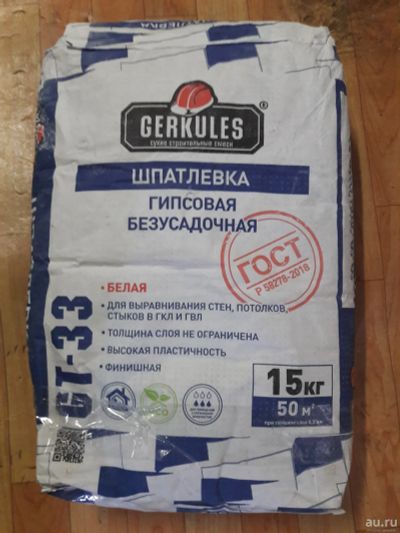 GERKULES®
сухие строительные смеси
ШПАТЛЕВКА
ГИПСОВАЯ
БЕЗУСАДОЧНАЯ
ГОСТ
Р 58278-2018
• БЕЛАЯ
• ДЛЯ ВЫРАВНИВАНИЯ СТЕН, ПОТОЛКОВ,
СТЫКОВ В ГКЛ И ГВЛ
• ТОЛЩИНА СЛОЯ НЕ ОГРАНИЧЕНА
• ВЫСОКАЯ ПЛАСТИЧНОСТЬ
• ФИНИШНАЯ
GT-33
15кг
50 м²
au.ru